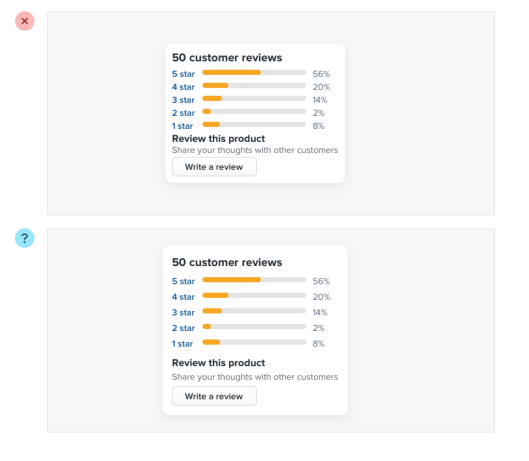 50 customer reviews
5 star 56%
4 star 20%
3 star 14%
2 star 2%
1 star 8%
Review this product
Share your thoughts with other customers
Write a review
?
50 customer reviews
5 star 56%
4 star 20%
3 star 14%
2 star 2%
1 star 8%
Review this product
Share your thoughts with other customers
Write a review